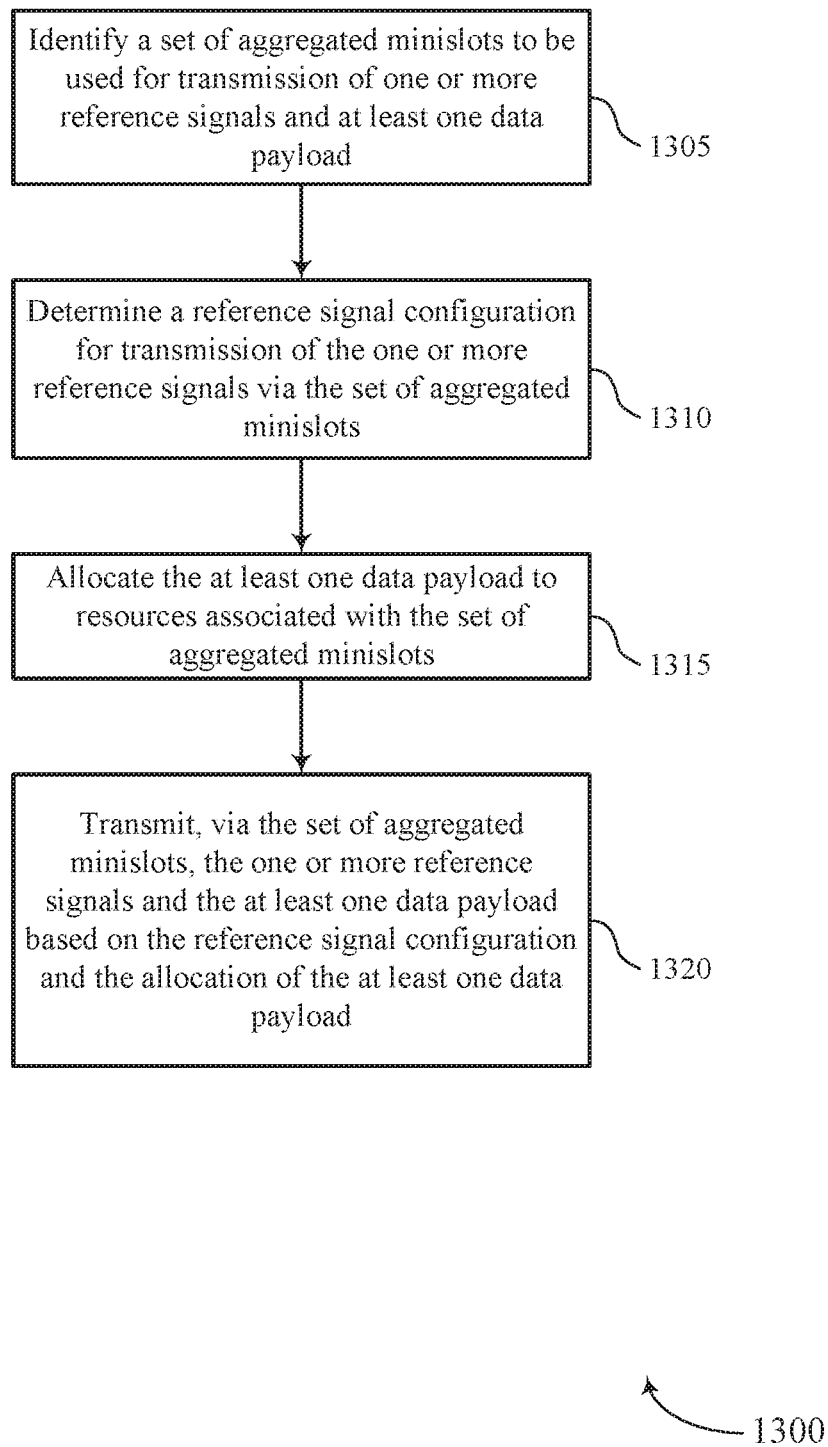 Identify a set of aggregated minislots to be
used for transmission of one or more
reference signals and at least one data
payload
1305
Determine a reference signal configuration
for transmission of the one or more
reference signals via the set of aggregated
minislots
1310
Allocate the at least one data payload to
resources associated with the set of
aggregated minislots
1315
Transmit, via the set of aggregated
minislots, the one or more reference
signals and the at least one data payload
based on the reference signal configuration
and the allocation of the at least one data
payload
1320
1300